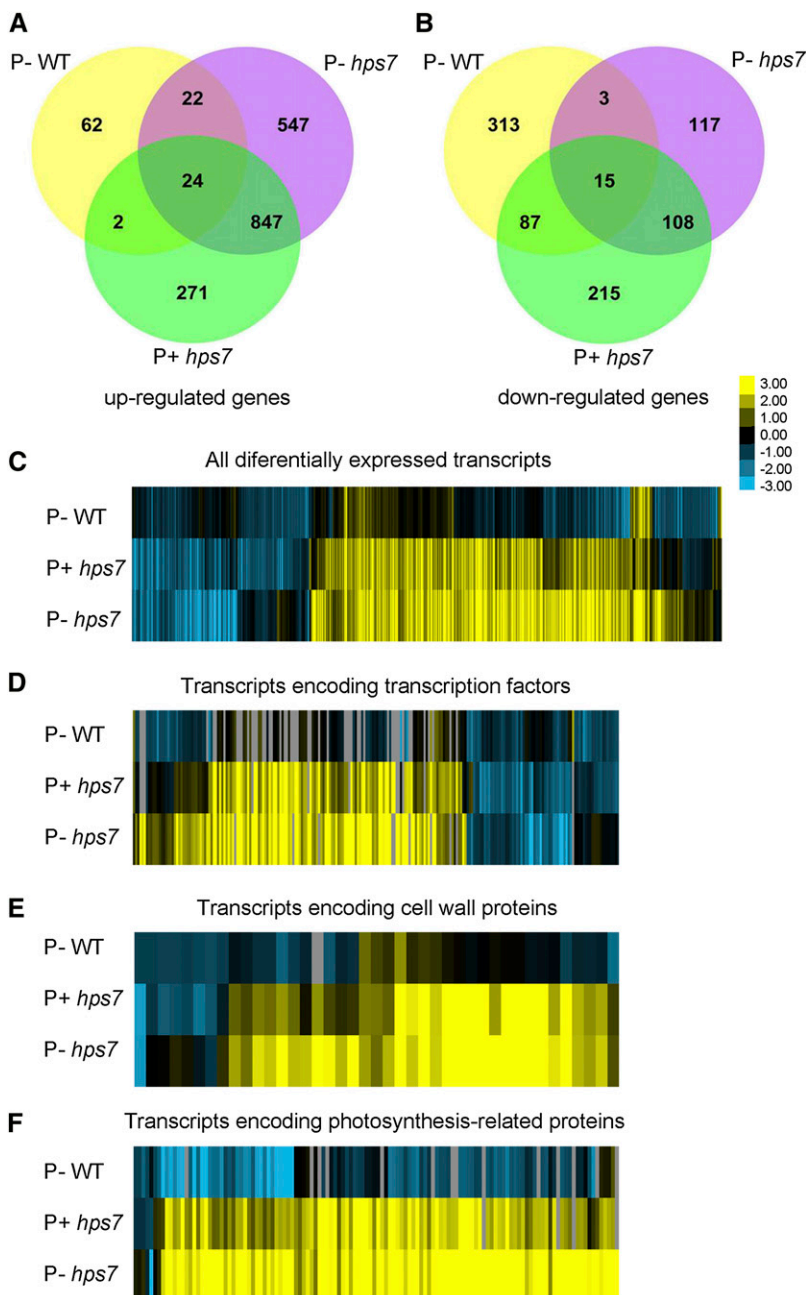 A
B
P- WT
P- hps7
P- WT
P- hps7
62
22
547
313
3
117
24
15
2
847
87
108
271
215
P+ hps7
P+ hps7
up-regulated genes
down-regulated genes
3.00
2.00
1.00
0.00
-1.00
-2.00
-3.00
C
All diferentially expressed transcripts
P- WT
P+ hps7
P- hps7
D
Transcripts encoding transcription factors
P- WT
P+ hps7
P- hps7
E
Transcripts encoding cell wall proteins
P- WT
P+ hps7
P- hps7
F
Transcripts encoding photosynthesis-related proteins
P- WT
P+ hps7
P- hps7